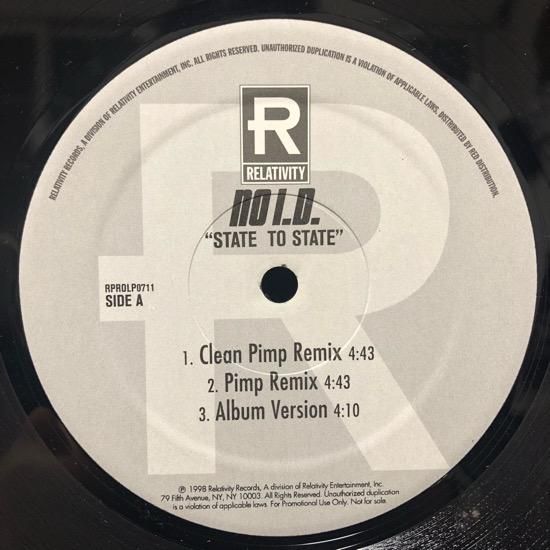 RELATIVITY RECORDS, A DIVISION OF RELATIVITY ENTERTAINMENT, INC. ALL RIGHTS RESERVED. UNAUTHORIZED DUPLICATION IS A VIOLATION OF APPLICABLE LAWS. DISTRIBUTED BY RED DISTRIBUTION.
R
RELATIVITY
NO I.D.
"STATE TO STATE"
RPROLP0711
SIDE A
1. Clean Pimp Remix 4:43
2. Pimp Remix 4:43
3. Album Version 4:10
℗ 1998 Relativity Records, A division of Relativity Entertainment, Inc.
79 Fifth Avenue, NY, NY 10003. All Rights Reserved. Unauthorized duplication
is a violation of applicable laws. For Promotional Use Only. Not for sale.